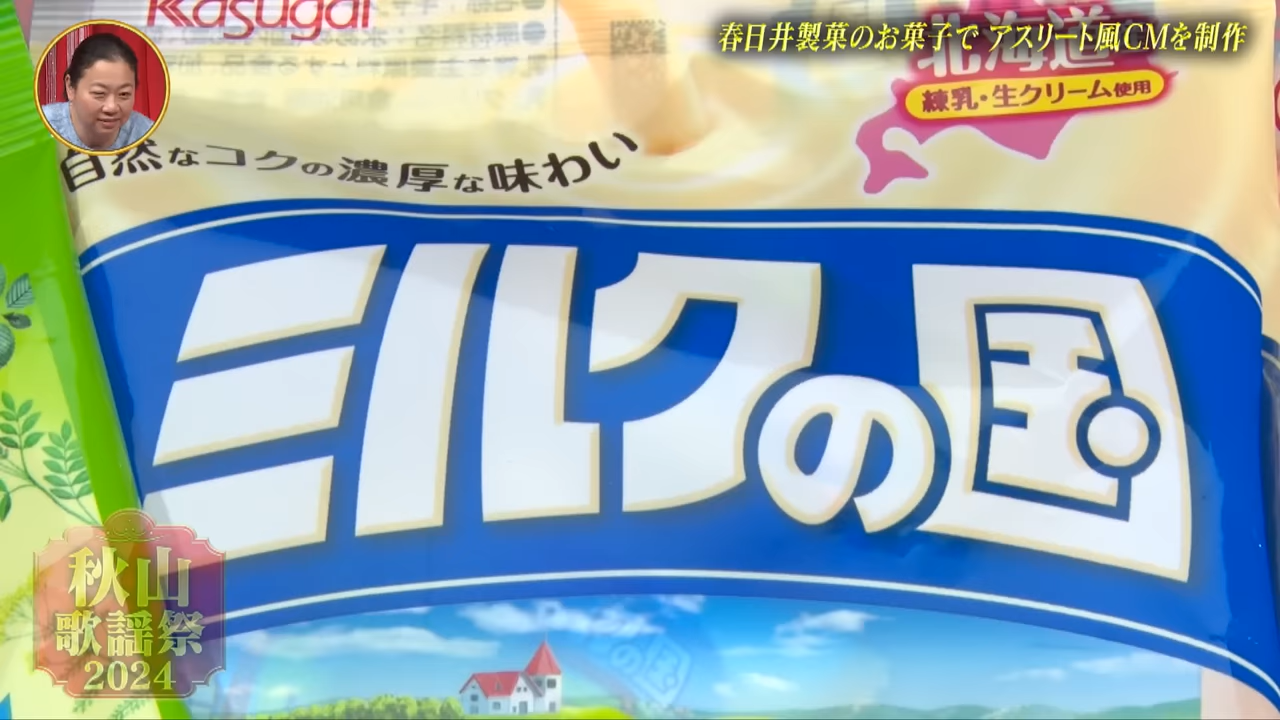 Kasugai
春日井製菓のお菓子で アスリート風CMを制作
北海道
練乳・生クリーム使用
自然なコクの濃厚な味わい
ミルクの国
秋山
歌謡祭
2024